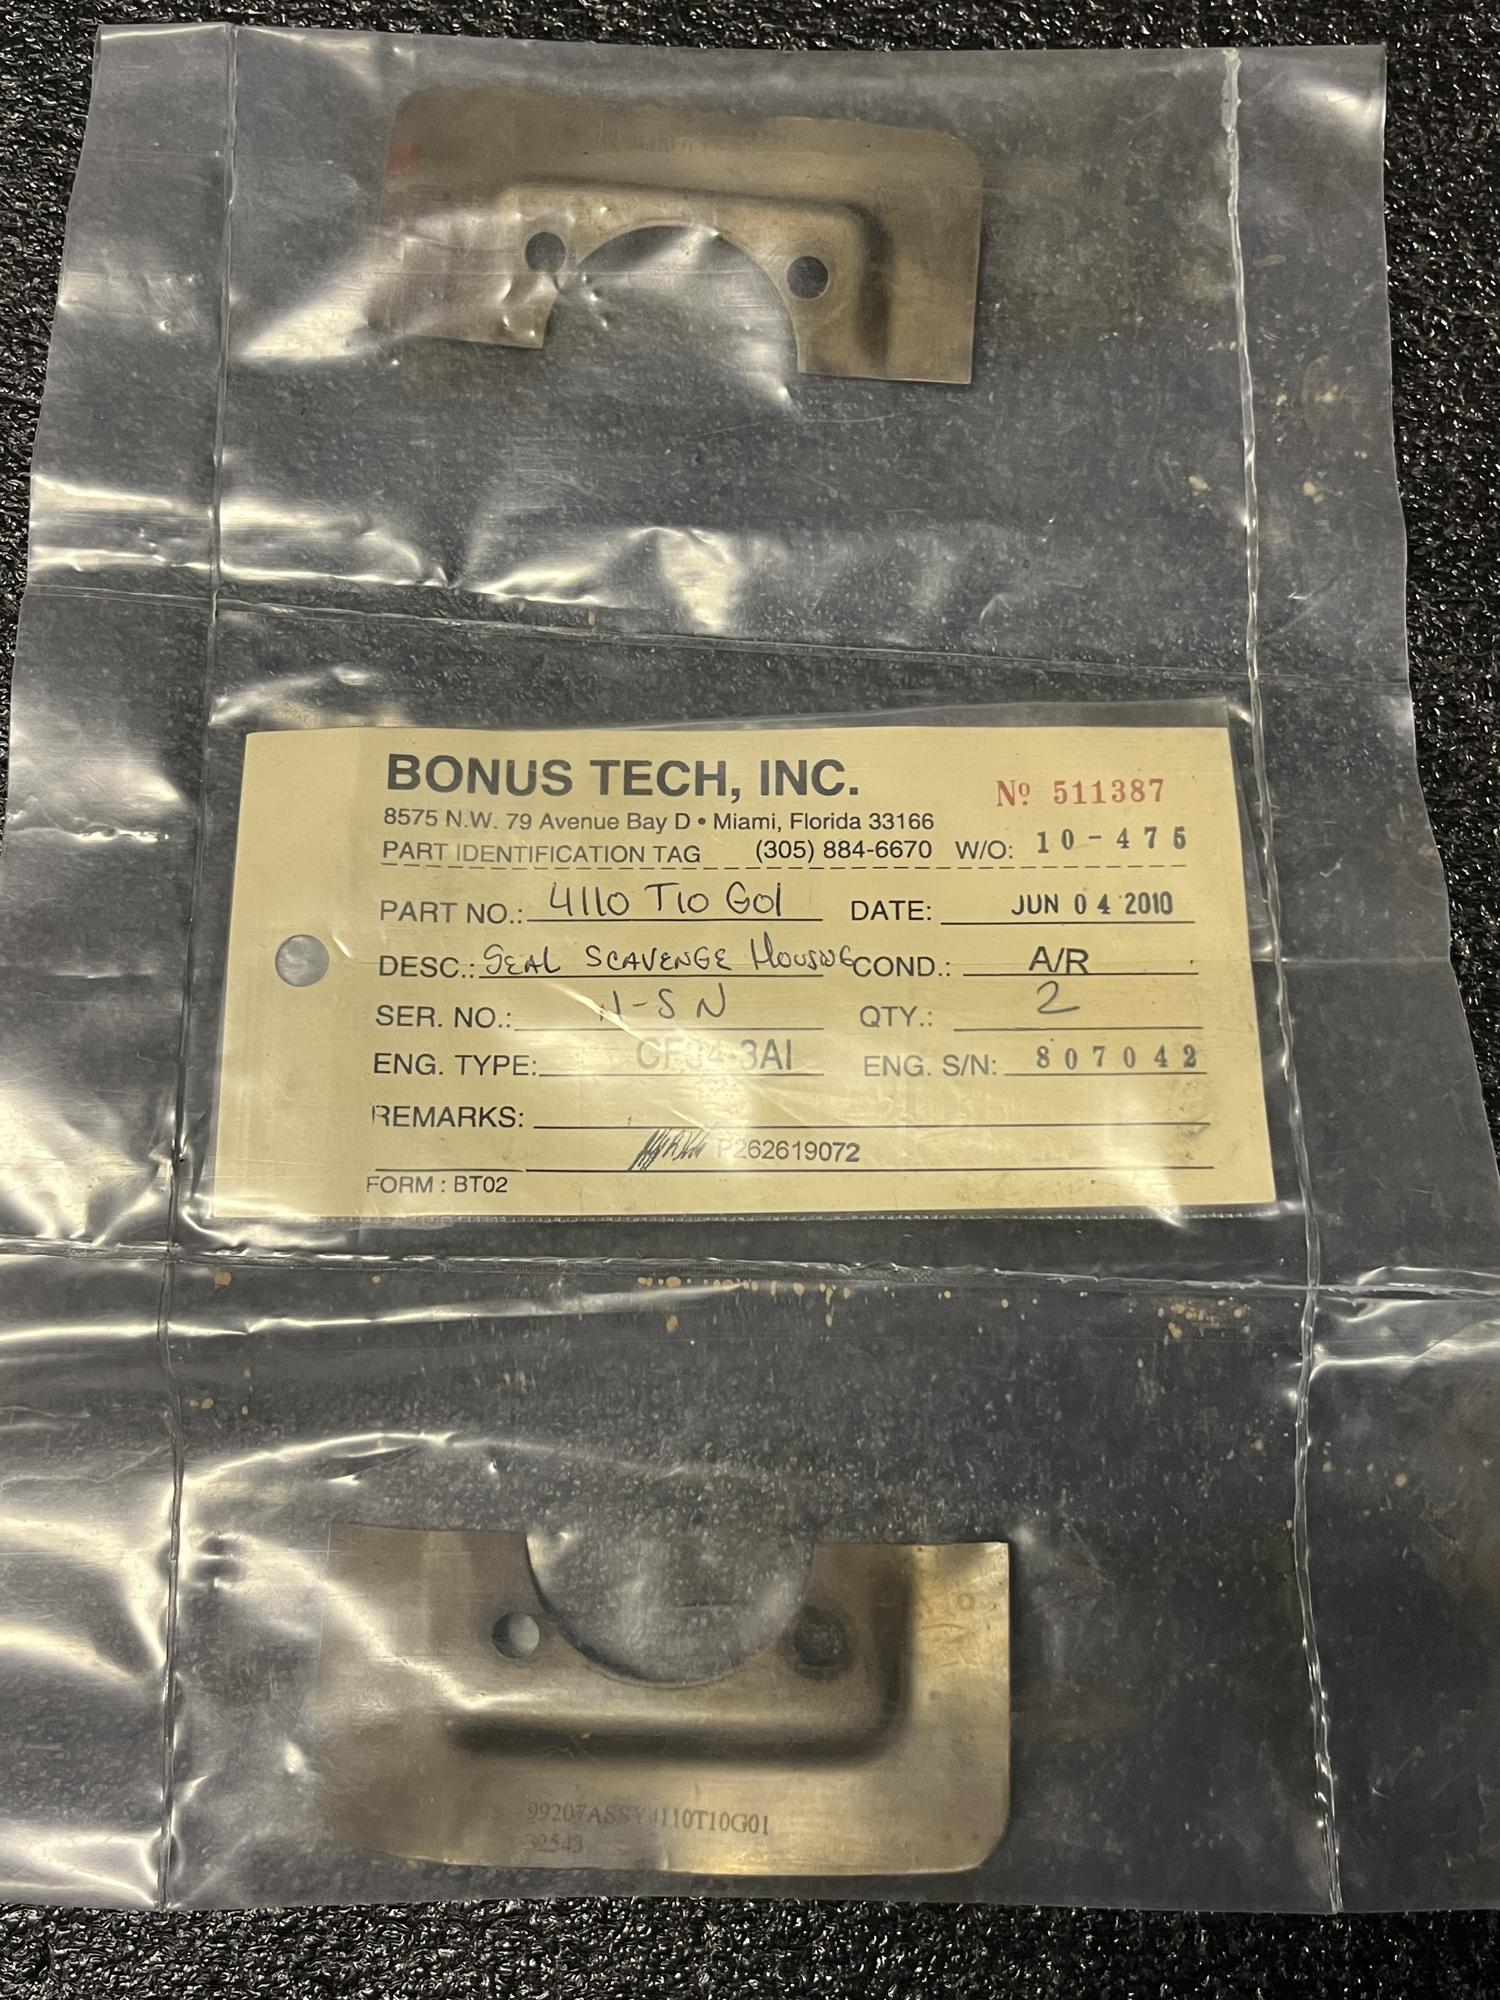 BONUS TECH, INC.
Nº 511387
8575 N.W. 79 Avenue Bay D • Miami, Florida 33166
PART IDENTIFICATION TAG (305) 884-6670 W/O: 10-475
PART NO.: 4110 T10 G01 DATE: JUN 04 2010
DESC.: SEAL SCAVENGE HOUSING COND.: A/R
SER. NO.: N-SN QTY.: 2
ENG. TYPE: CF34-3A1 ENG. S/N: 807042
REMARKS:
P262619072
FORM : BT02
99207ASSY4110T10G01
32543